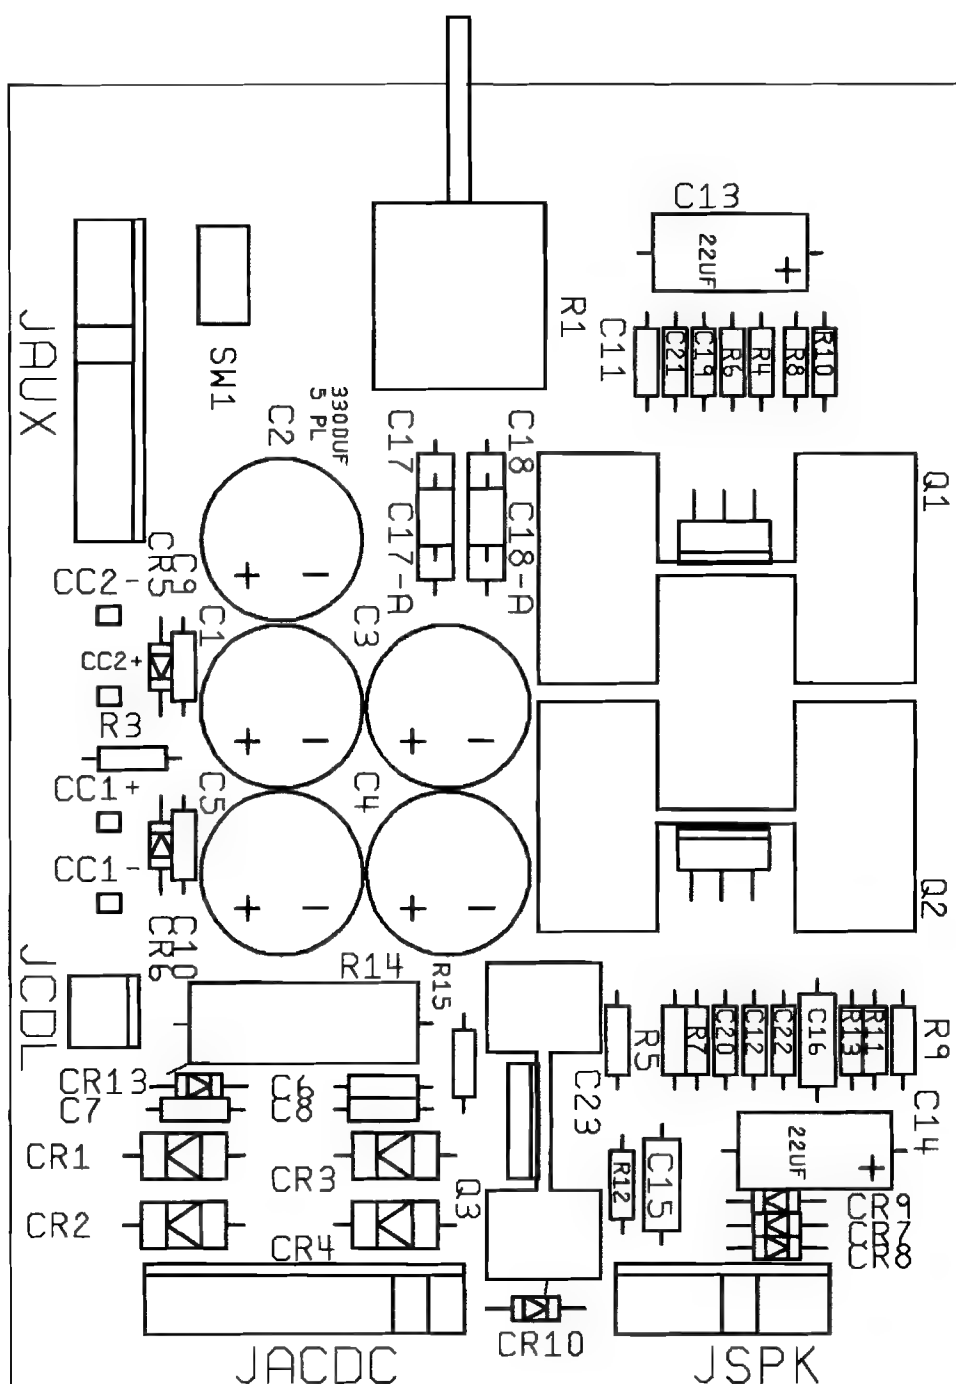 C13
22UF
+
R1
C11
C21
C19
R6
R4
R8
R10
JAUX
SW1
C2
3300UF
5 PL
C17
C18
C17-A
C18-A
Q1
+ -
CR5
C9
CC2-
C1
C3
CC2+
+ -
+ -
R3
CC1+
C5
C4
CC1-
+ -
+ -
Q2
CR6
C10
JCDL
R14
R15
R5
R7
C20
C12
C22
C16
R13
R11
R9
CR13
C6
C7
C8
C23
C14
22UF
+
CR1
CR3
Q3
R12
C15
CR9
CR7
CR8
CR2
CR4
CR10
JACDC
JSPK